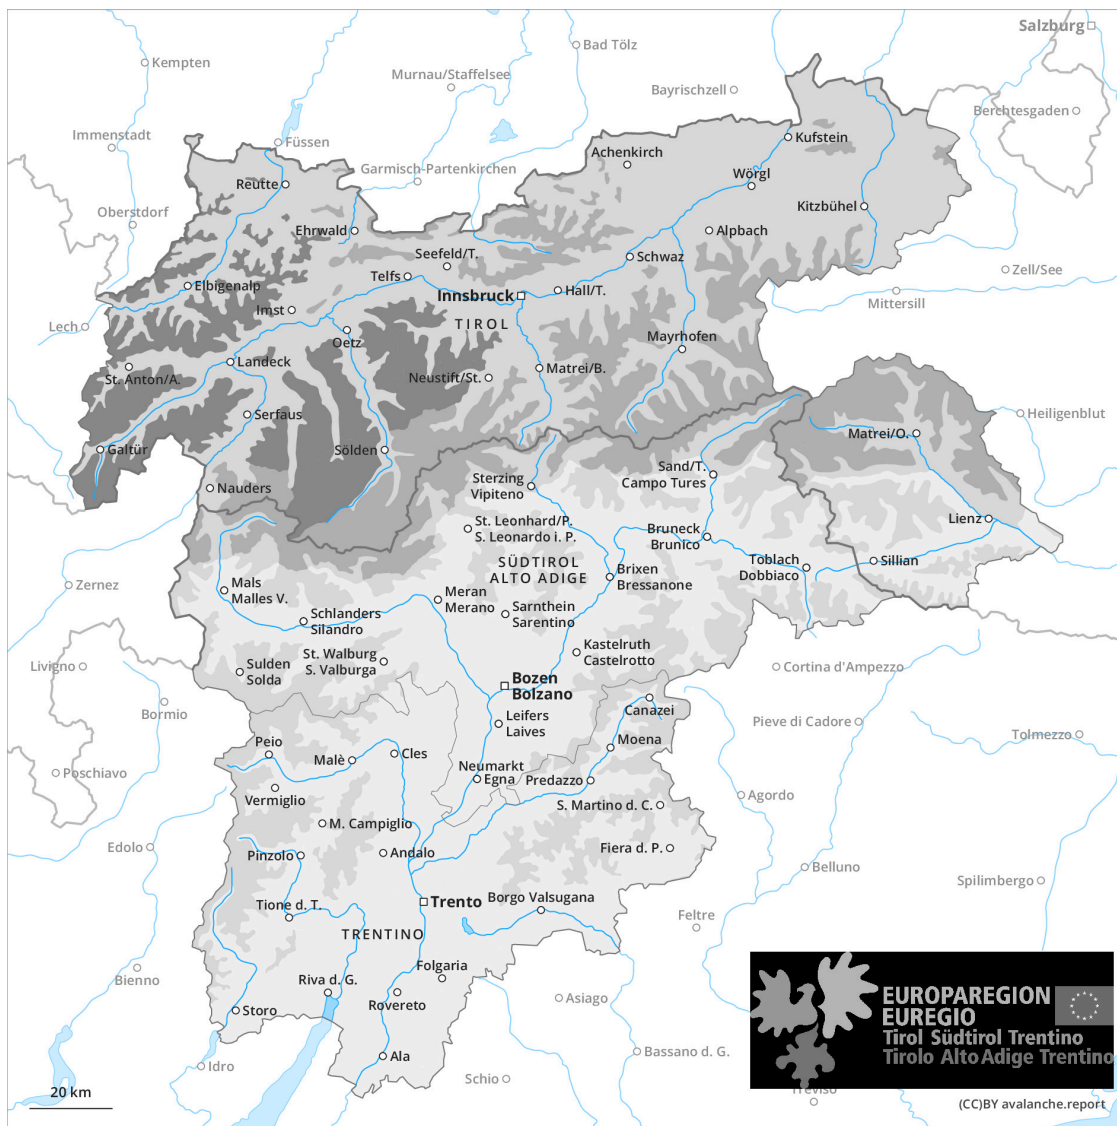 Salzburg
Bad Tölz
Kempten
Murnau/Staffelsee
Bayrischzell
Berchtesgaden
Immenstadt
Füssen
Kufstein
Achenkirch
Garmisch-Partenkirchen
Wörgl
Reutte
Oberstdorf
Kitzbühel
Ehrwald
Alpbach
Seefeld/T.
Schwaz
Telfs
Zell/See
Elbigenalp
Innsbruck
Hall/T.
Mittersill
Imst
TIROL
Lech
Oetz
Mayrhofen
Landeck
Matrei/B.
St. Anton/A.
Neustift/St.
Serfaus
Heiligenblut
Matrei/O.
Galtür
Sölden
Sand/T.
Campo Tures
Sterzing
Vipiteno
Nauders
Lienz
St. Leonhard/P.
S. Leonardo i. P.
Bruneck
Brunico
SÜDTIROL
ALTO ADIGE
Toblach
Dobbiaco
Sillian
Brixen
Bressanone
Zernez
Mals
Malles V.
Meran
Merano
Schlanders
Silandro
Sarnthein
Sarentino
Kastelruth
Castelrotto
St. Walburg
S. Valburga
Livigno
Sulden
Solda
Cortina d'Ampezzo
Bozen
Bolzano
Canazei
Bormio
Leifers
Laives
Pieve di Cadore
Tolmezzo
Peio
Moena
Malè
Cles
Neumarkt
Egna
Predazzo
Poschiavo
Vermiglio
Agordo
S. Martino d. C.
M. Campiglio
Edolo
Pinzolo
Andalo
Fiera d. P.
Belluno
Spilimbergo
Borgo Valsugana
Trento
Tione d. T.
Feltre
TRENTINO
Folgaria
Bienno
Riva d. G.
Rovereto
Asiago
Storo
EUROPAREGION
EUREGIO
Tirol Südtirol Trentino
Tirolo Alto Adige Trentino
Ala
Bassano d. G.
Idro
Schio
Treviso
20 km
(CC)BY avalanche.report